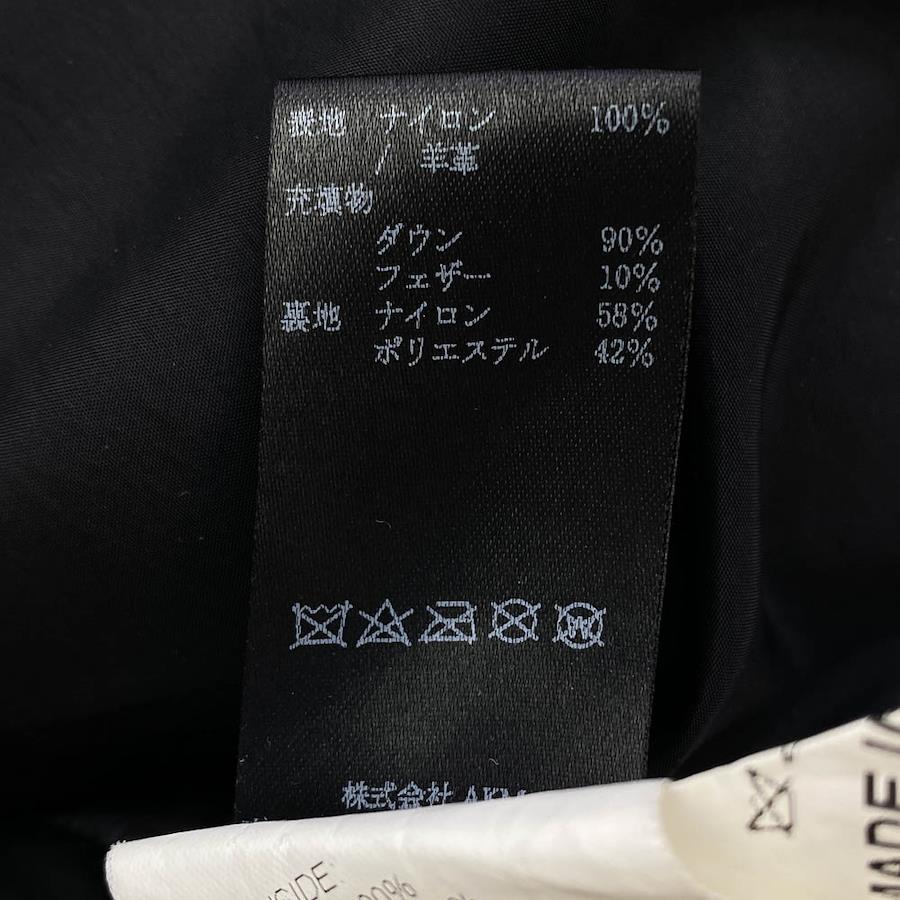 表地 ナイロン 100%
/ 羊革
充填物
ダウン 90%
フェザー 10%
裏地 ナイロン 58%
ポリエステル 42%
株式会社 AKM
MADE